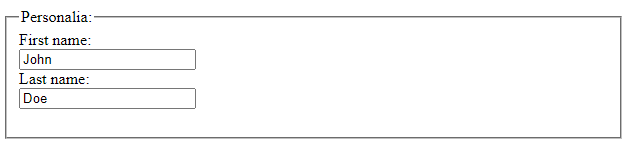 Personalia:
First name:
John
Last name:
Doe